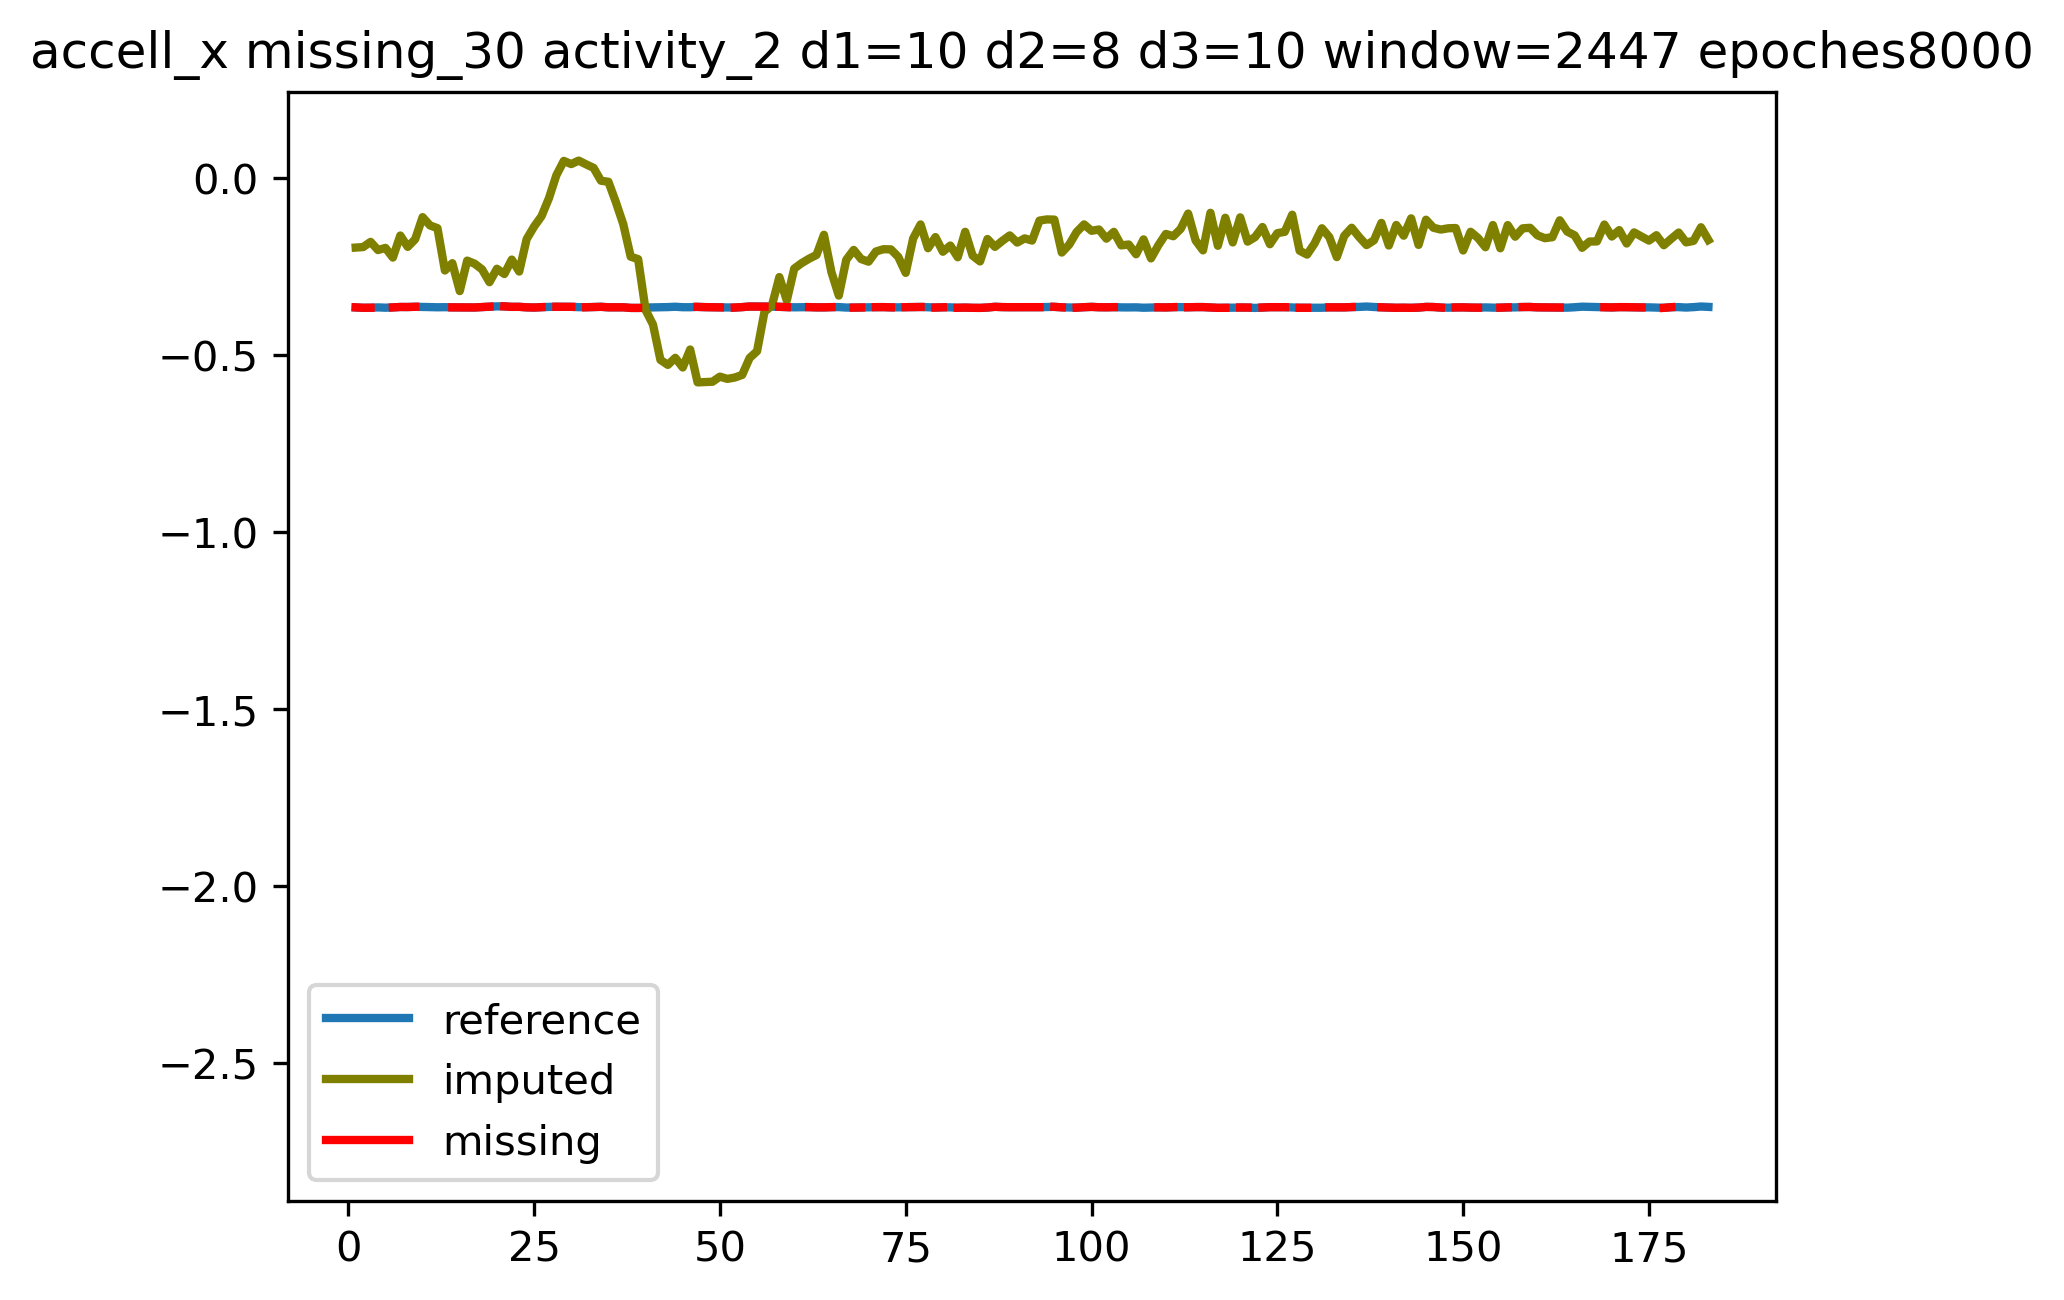 accell_x missing_30 activity_2 d1=10 d2=8 d3=10 window=2447 epoches8000
0.0
−0.5
−1.0
−1.5
−2.0
−2.5
reference
imputed
missing
0 25 50 75 100 125 150 175